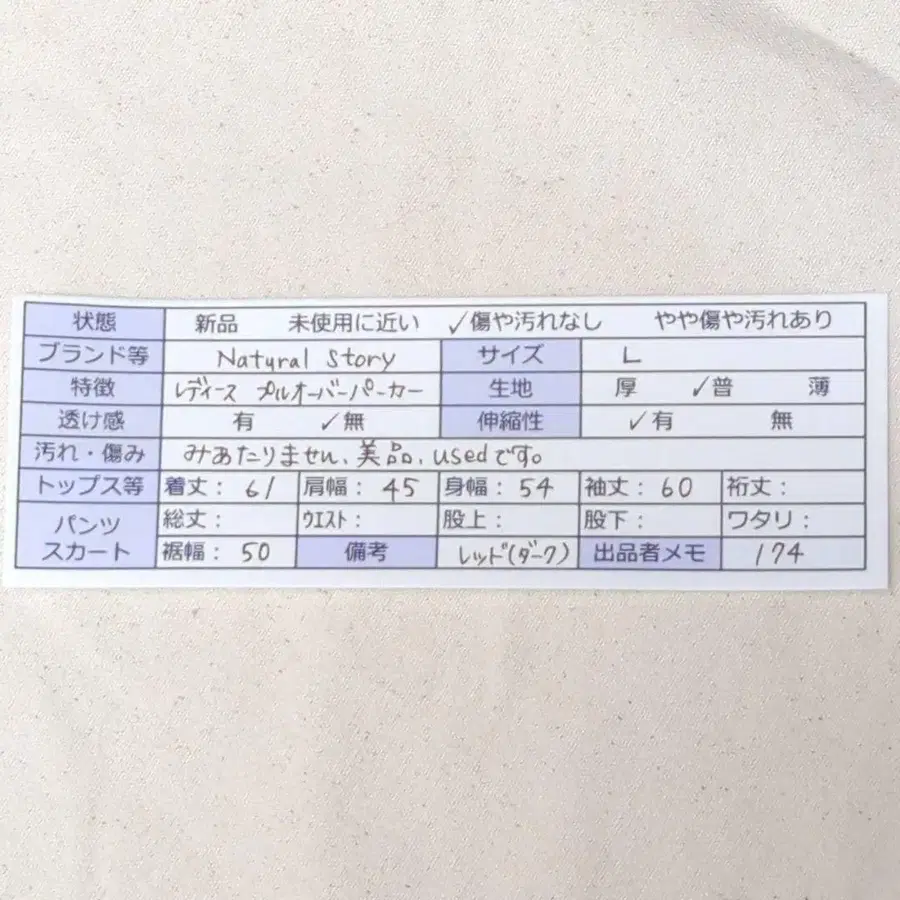 状態 新品 未使用に近い ✓傷や汚れなし やや傷や汚れあり
ブランド等 Natural Story サイズ L
特徴 レディース プルオーバーパーカー 生地 厚 ✓普 薄
透け感 有 ✓無 伸縮性 ✓有 無
汚れ・傷み みあたりません、美品、usedです。
トップス等 着丈: 61 肩幅: 45 身幅: 54 袖丈: 60 裄丈:
パンツ スカート 総丈: ウエスト: 股上: 股下: ワタリ:
裾幅: 50 備考 レッド(ダーク) 出品者メモ 174